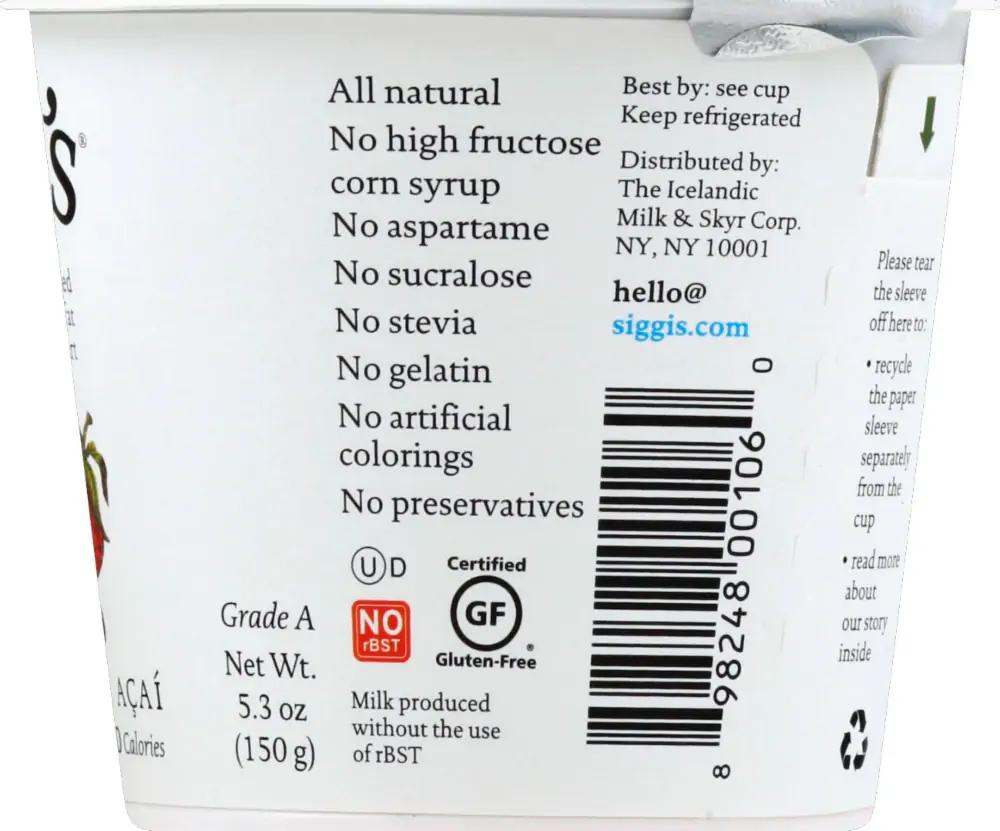 's®
AÇAÍ
Calories
Grade A
Net Wt.
5.3 oz
(150 g)
All natural
No high fructose
corn syrup
No aspartame
No sucralose
No stevia
No gelatin
No artificial
colorings
No preservatives
U D
NO
rBST
Certified
GF
®
Gluten-Free
Milk produced
without the use
of rBST
Best by: see cup
Keep refrigerated
Distributed by:
The Icelandic
Milk & Skyr Corp.
NY, NY 10001
hello@
siggis.com
8 98248 00106 0
Please tear
the sleeve
off here to:
• recycle
the paper
sleeve
separately
from the
cup
• read more
about
our story
inside